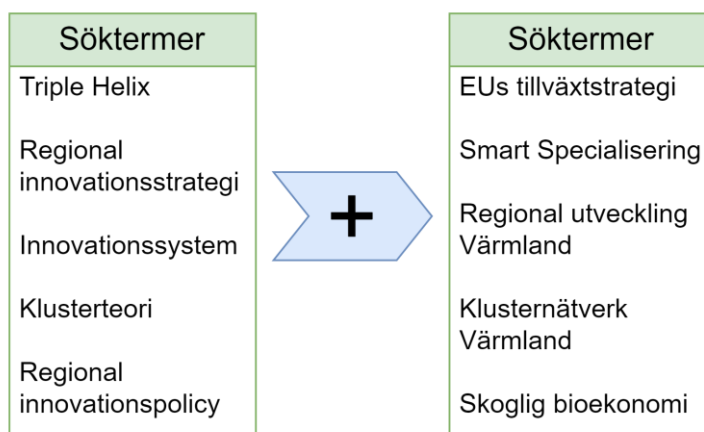 Söktermer
Triple Helix
Regional
innovationsstrategi
Innovationssystem
Klusterteori
Regional
innovationspolicy
+
Söktermer
EUs tillväxtstrategi
Smart Specialisering
Regional utveckling
Värmland
Klusternätverk
Värmland
Skoglig bioekonomi